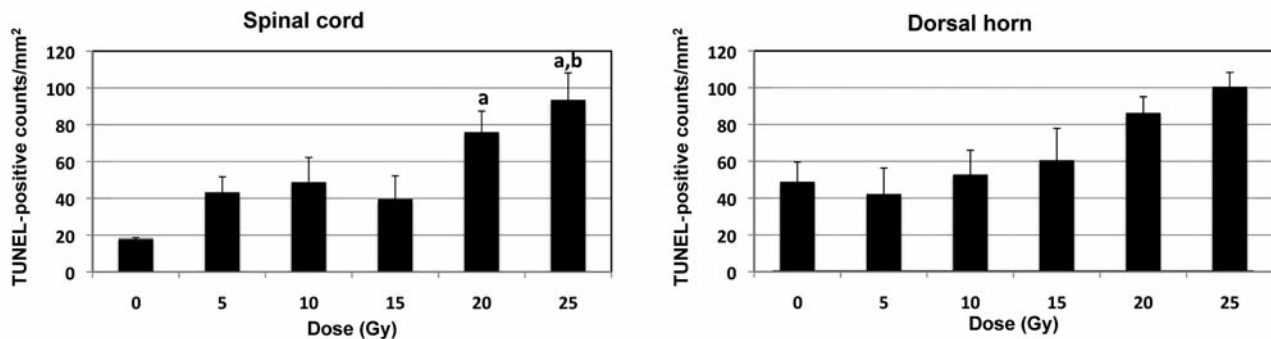 Spinal cord
TUNEL-positive counts/mm²
120
100
80
60
40
20
0
a
a,b
0 5 10 15 20 25
Dose (Gy)
Dorsal horn
TUNEL-positive counts/mm²
120
100
80
60
40
20
0
0 5 10 15 20 25
Dose (Gy)